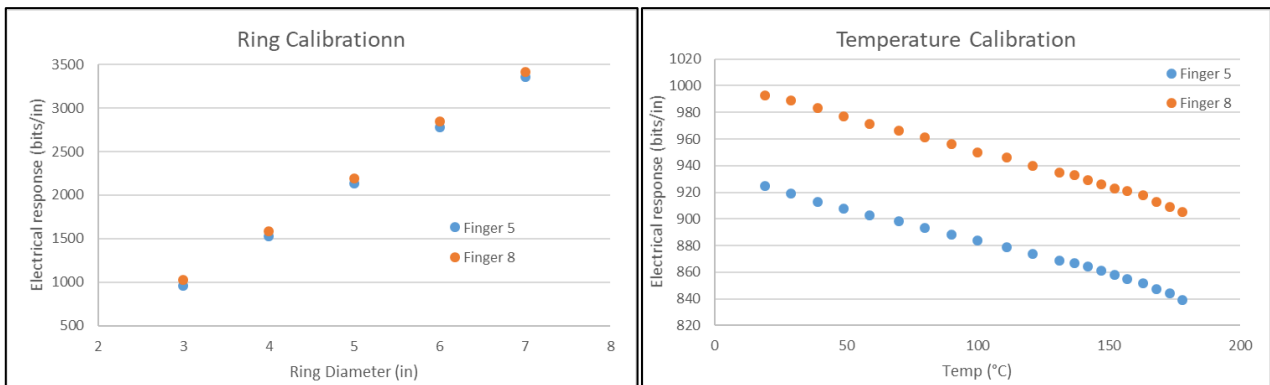 Ring Calibrationn
3500
3000
2500
2000
1500
1000
500
2 3 4 5 6 7 8
Electrical response (bits/in)
Ring Diameter (in)
Finger 5
Finger 8
Temperature Calibration
1020
1000
980
960
940
920
900
880
860
840
820
0 50 100 150 200
Electrical response (bits/in)
Temp (°C)
Finger 5
Finger 8